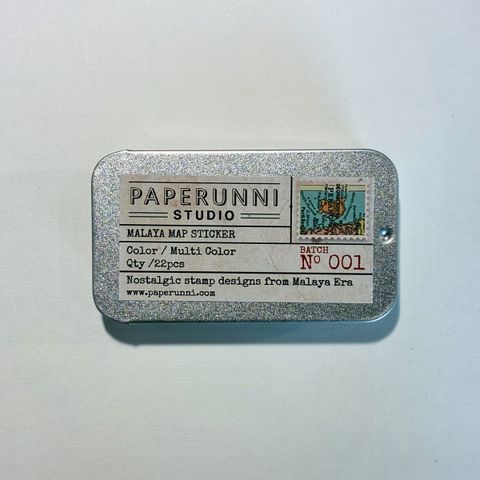 PAPERUNNI
STUDIO
MALAYA MAP STICKER
Color / Multi Color
Qty /22pcs
BATCH
Nº 001
Nostalgic stamp designs from Malaya Era
www.paperunni.com